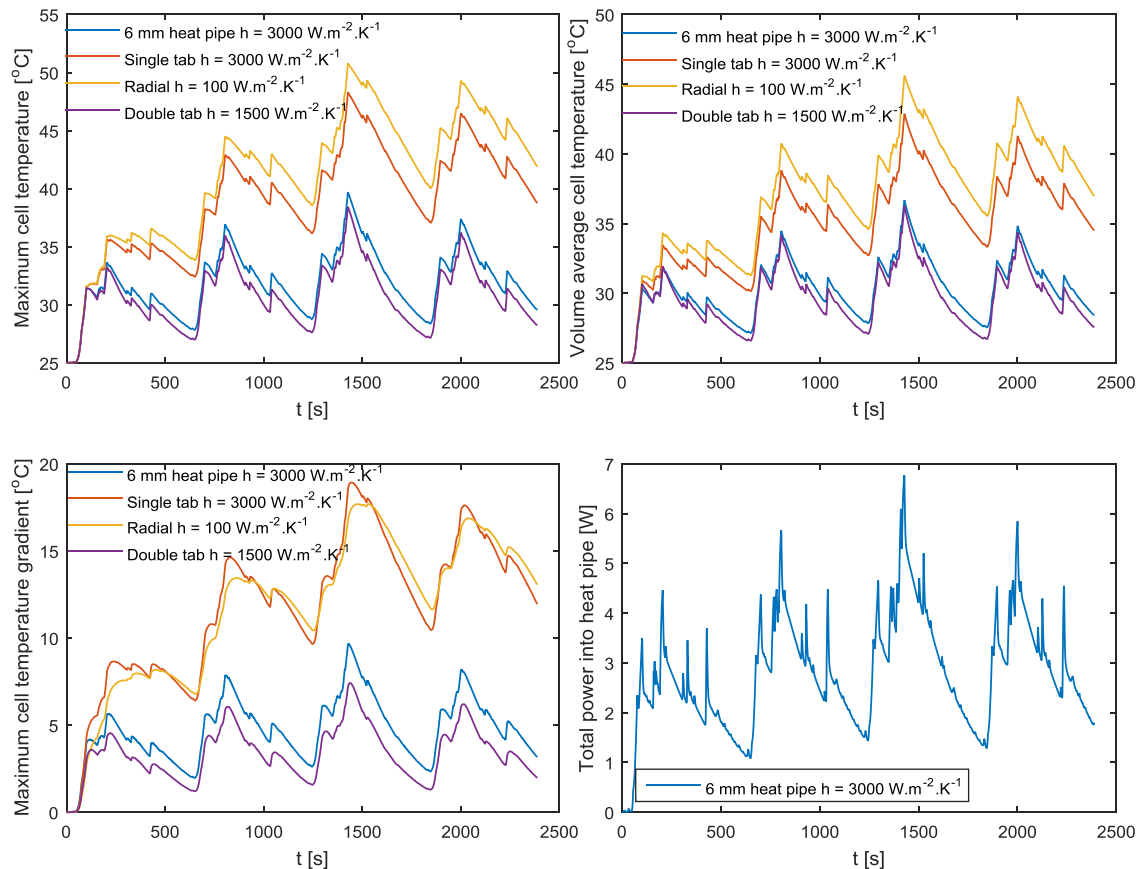 Maximum cell temperature [°C]
55
50
45
40
35
30
25
6 mm heat pipe h = 3000 W.m⁻².K⁻¹
Single tab h = 3000 W.m⁻².K⁻¹
Radial h = 100 W.m⁻².K⁻¹
Double tab h = 1500 W.m⁻².K⁻¹
0 500 1000 1500 2000 2500
t [s]
Volume average cell temperature [°C]
50
45
40
35
30
25
6 mm heat pipe h = 3000 W.m⁻².K⁻¹
Single tab h = 3000 W.m⁻².K⁻¹
Radial h = 100 W.m⁻².K⁻¹
Double tab h = 1500 W.m⁻².K⁻¹
0 500 1000 1500 2000 2500
t [s]
Maximum cell temperature gradient [°C]
20
15
10
5
0
6 mm heat pipe h = 3000 W.m⁻².K⁻¹
Single tab h = 3000 W.m⁻².K⁻¹
Radial h = 100 W.m⁻².K⁻¹
Double tab h = 1500 W.m⁻².K⁻¹
0 500 1000 1500 2000 2500
t [s]
Total power into heat pipe [W]
7
6
5
4
3
2
1
0
6 mm heat pipe h = 3000 W.m⁻².K⁻¹
0 500 1000 1500 2000 2500
t [s]